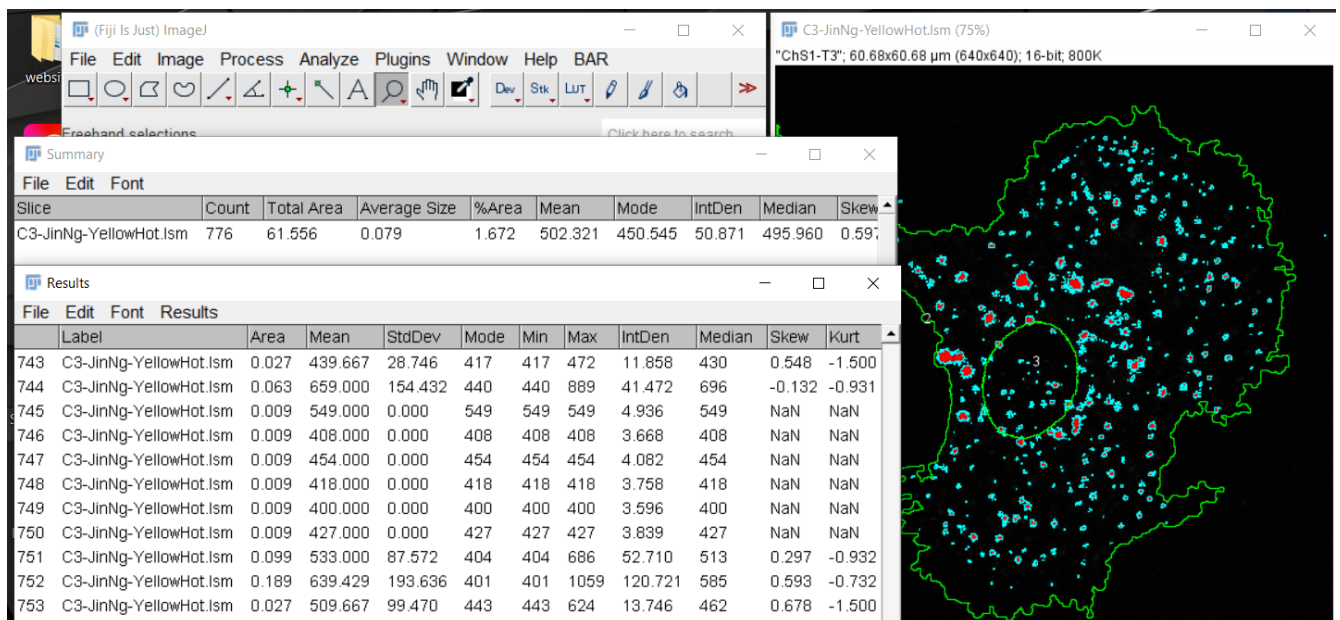 websi
(Fiji Is Just) ImageJ
File Edit Image Process Analyze Plugins Window Help BAR
Dev Stk LUT >>
Freehand selections Click here to search
Summary
File Edit Font
Slice Count Total Area Average Size %Area Mean Mode IntDen Median Skew
C3-JinNg-YellowHot.lsm 776 61.556 0.079 1.672 502.321 450.545 50.871 495.960 0.597
Results
File Edit Font Results
Label Area Mean StdDev Mode Min Max IntDen Median Skew Kurt
743 C3-JinNg-YellowHot.lsm 0.027 439.667 28.746 417 417 472 11.858 430 0.548 -1.500
744 C3-JinNg-YellowHot.lsm 0.063 659.000 154.432 440 440 889 41.472 696 -0.132 -0.931
745 C3-JinNg-YellowHot.lsm 0.009 549.000 0.000 549 549 549 4.936 549 NaN NaN
746 C3-JinNg-YellowHot.lsm 0.009 408.000 0.000 408 408 408 3.668 408 NaN NaN
747 C3-JinNg-YellowHot.lsm 0.009 454.000 0.000 454 454 454 4.082 454 NaN NaN
748 C3-JinNg-YellowHot.lsm 0.009 418.000 0.000 418 418 418 3.758 418 NaN NaN
749 C3-JinNg-YellowHot.lsm 0.009 400.000 0.000 400 400 400 3.596 400 NaN NaN
750 C3-JinNg-YellowHot.lsm 0.009 427.000 0.000 427 427 427 3.839 427 NaN NaN
751 C3-JinNg-YellowHot.lsm 0.099 533.000 87.572 404 404 686 52.710 513 0.297 -0.932
752 C3-JinNg-YellowHot.lsm 0.189 639.429 193.636 401 401 1059 120.721 585 0.593 -0.732
753 C3-JinNg-YellowHot.lsm 0.027 509.667 99.470 443 443 624 13.746 462 0.678 -1.500
C3-JinNg-YellowHot.lsm (75%)
"ChS1-T3"; 60.68x60.68 µm (640x640); 16-bit; 800K
2
3